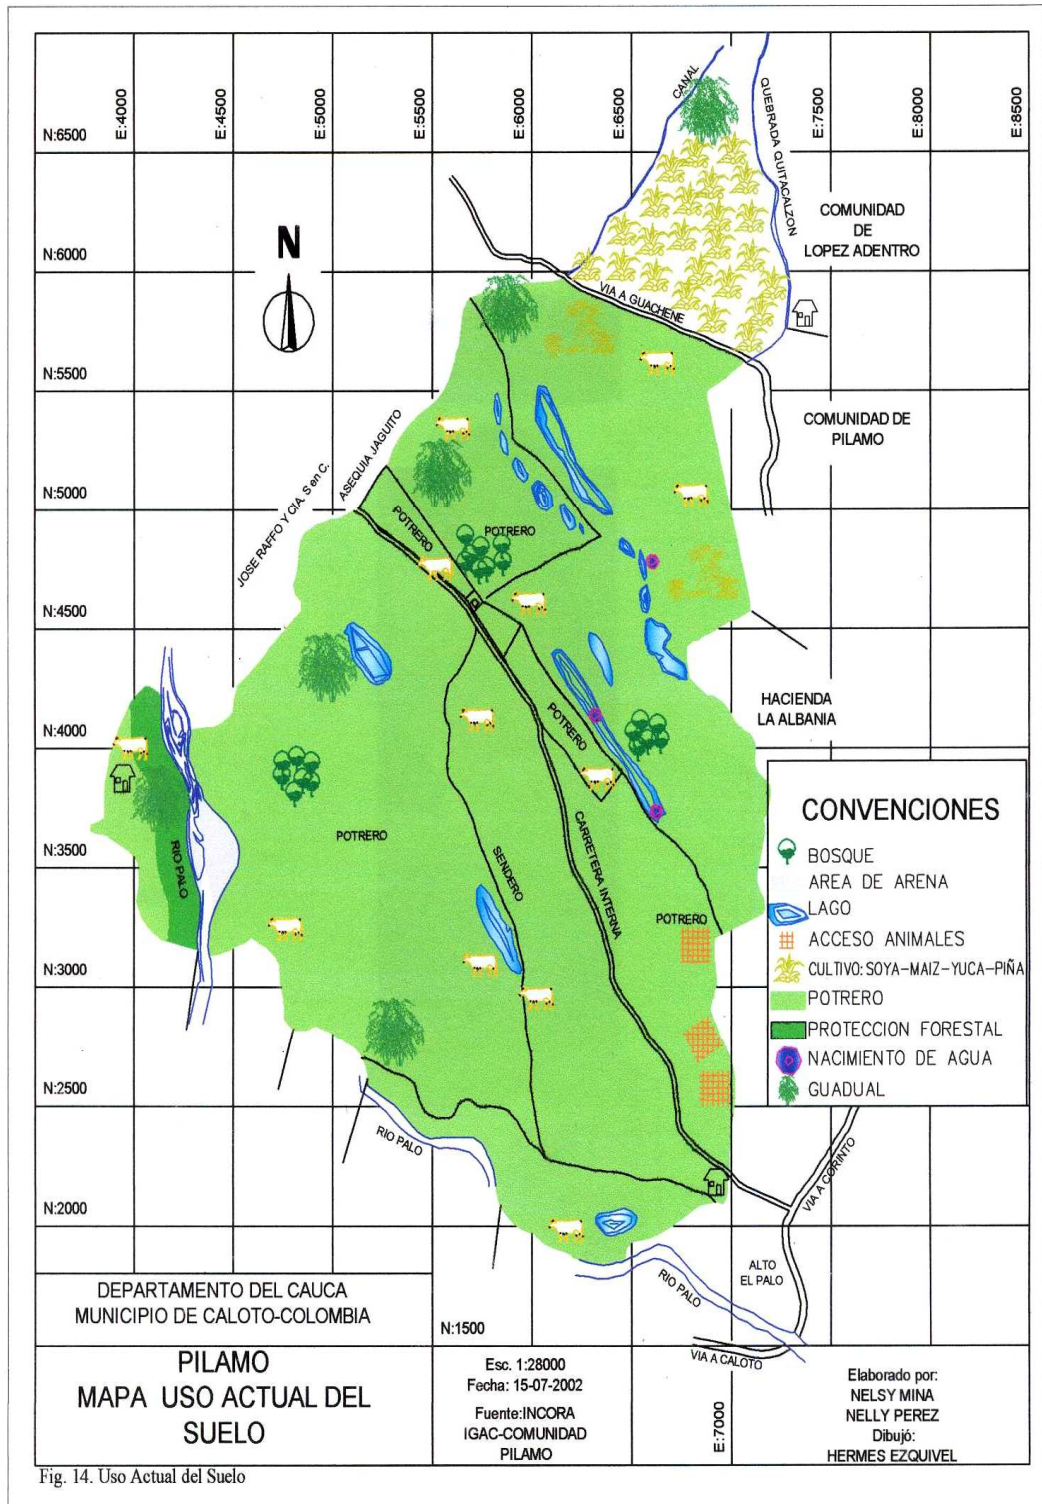 E:4000
E:4500
E:5000
E:5500
E:6000
E:6500
E:7500
E:8000
E:8500
CANAL
QUEBRADA QUITACALZON
N:6500
COMUNIDAD
DE
LOPEZ ADENTRO
N
N:6000
VIA A GUACHENE
N:5500
COMUNIDAD DE
PILAMO
ASEQUIA JAGUITO
JOSE RAFFO Y CIA. S en C.
N:5000
POTRERO
POTRERO
N:4500
HACIENDA
LA ALBANIA
POTRERO
N:4000
POTRERO
RIO PALO
SENDERO
CARRETERA INTERNA
N:3500
POTRERO
N:3000
CONVENCIONES
BOSQUE
AREA DE ARENA
LAGO
ACCESO ANIMALES
CULTIVO:SOYA-MAIZ-YUCA-PIÑA
POTRERO
PROTECCION FORESTAL
NACIMIENTO DE AGUA
GUADUAL
N:2500
RIO PALO
VIA A CORINTO
N:2000
ALTO
EL PALO
RIO PALO
DEPARTAMENTO DEL CAUCA
MUNICIPIO DE CALOTO-COLOMBIA
N:1500
VIA A CALOTO
PILAMO
MAPA USO ACTUAL DEL
SUELO
Esc. 1:28000
Fecha: 15-07-2002
Fuente:INCORA
IGAC-COMUNIDAD
PILAMO
E:7000
Elaborado por:
NELSY MINA
NELLY PEREZ
Dibujó:
HERMES EZQUIVEL
Fig. 14. Uso Actual del Suelo